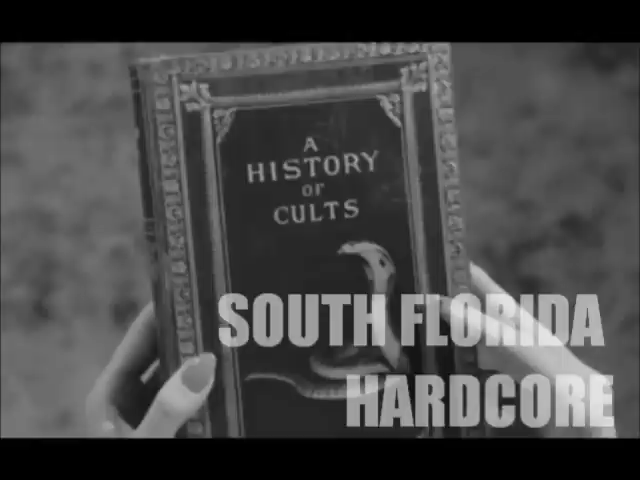 A
HISTORY
OF
CULTS
SOUTH FLORIDA
HARDCORE